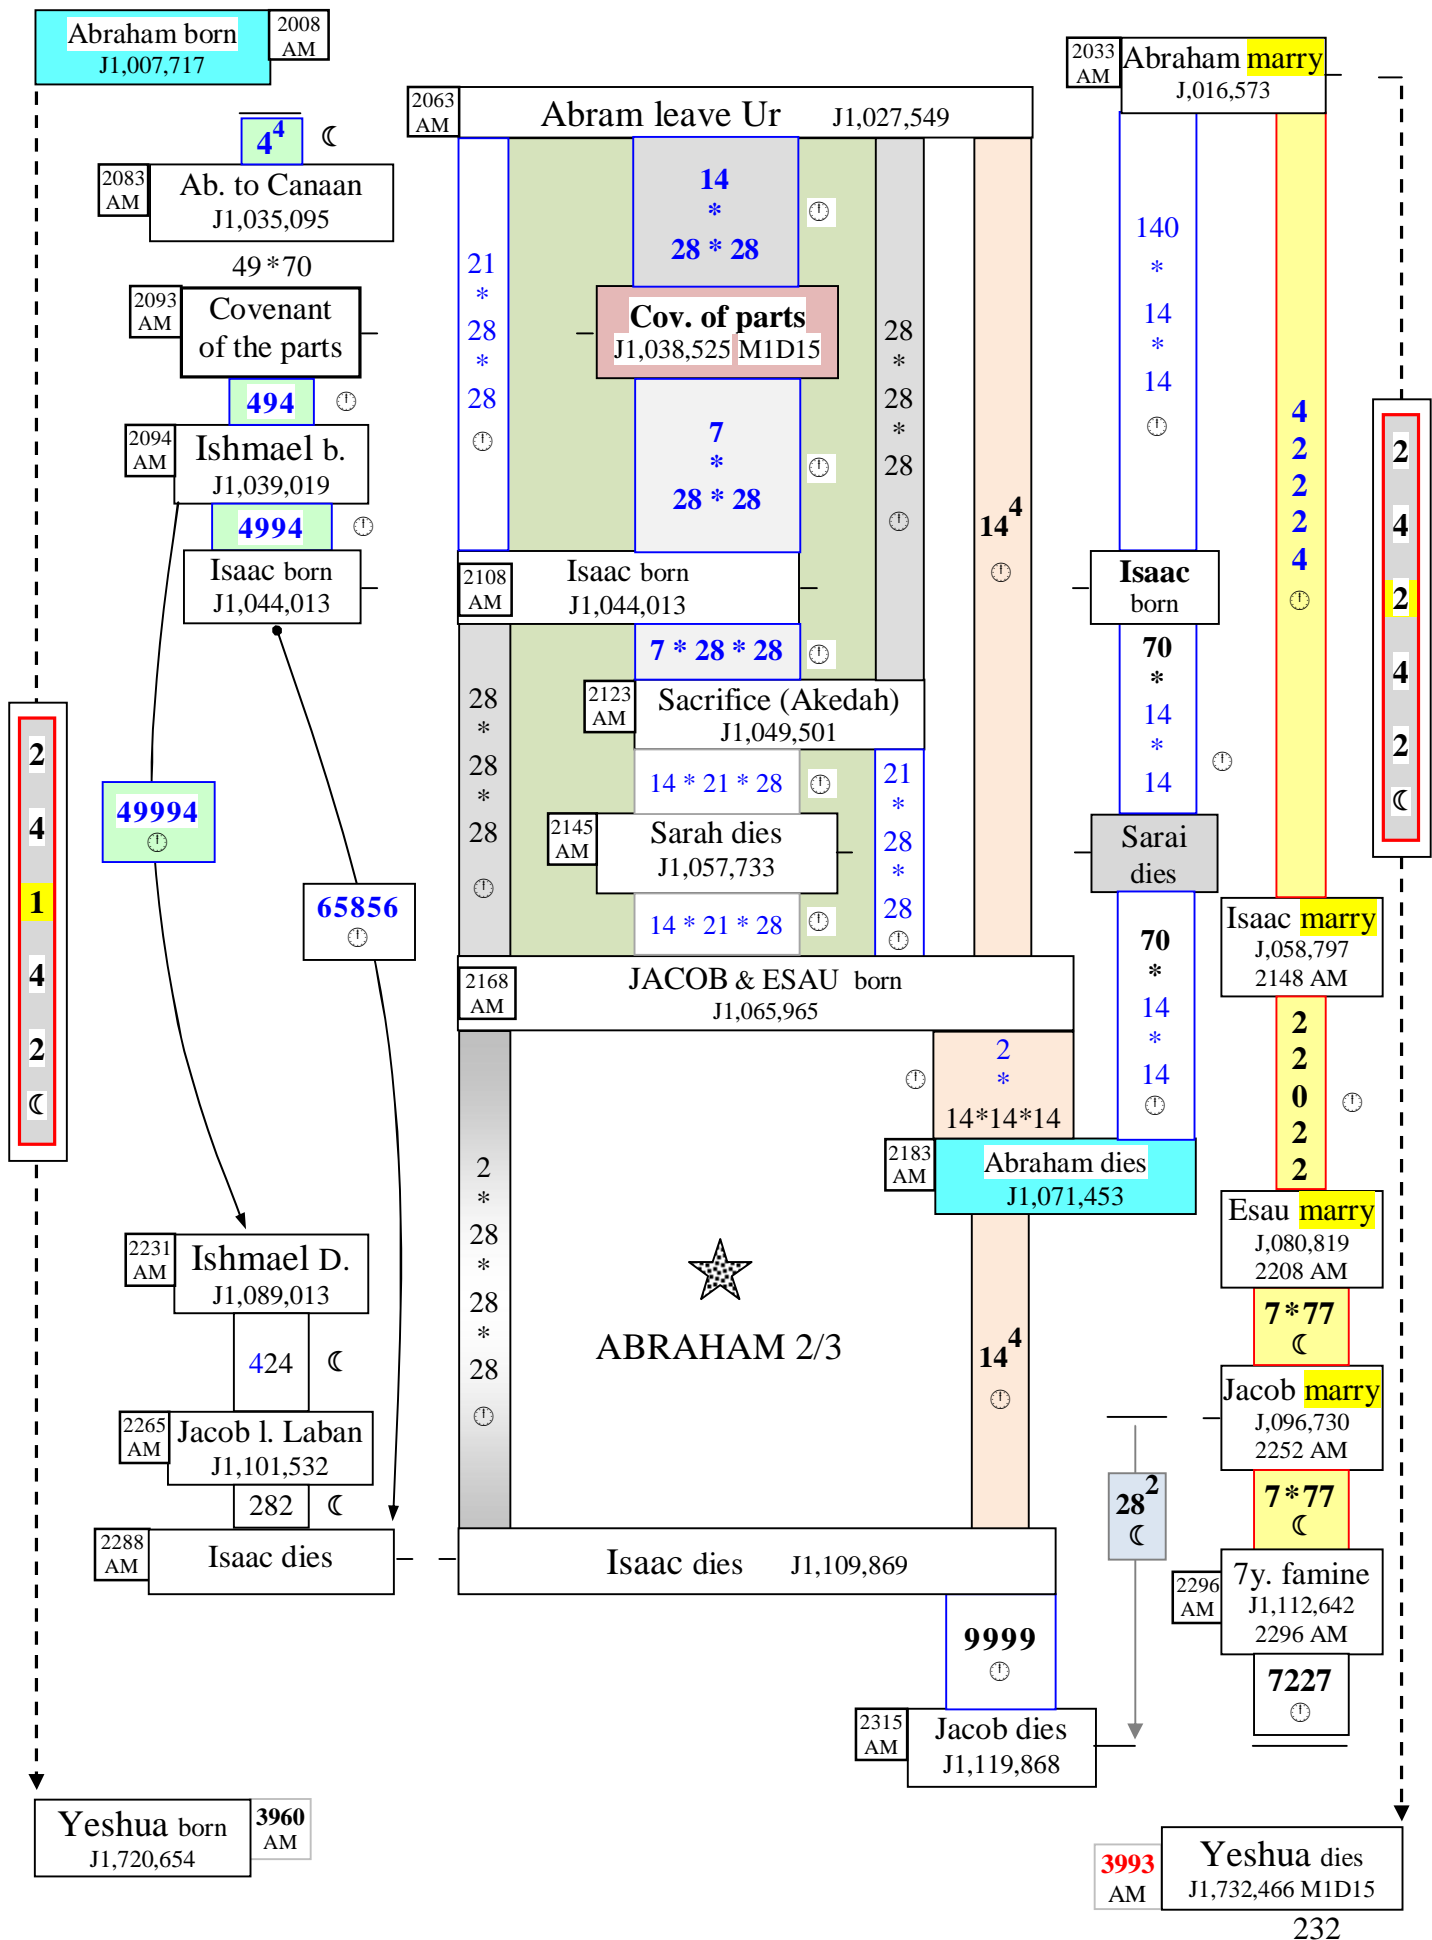 Abraham born
J1,007,717
2008
AM
4⁴ ☾
2083
AM
Ab. to Canaan
J1,035,095
49*70
2093
AM
Covenant
of the parts
494
2094
AM
Ishmael b.
J1,039,019
4994
Isaac born
J1,044,013
49994
65856
2
4
1
4
2
☾
2231
AM
Ishmael D.
J1,089,013
424 ☾
2265
AM
Jacob l. Laban
J1,101,532
282 ☾
2288
AM
Isaac dies
Yeshua born
J1,720,654
3960
AM
2063
AM
Abram leave Ur J1,027,549
21
*
28
*
28
14
*
28 * 28
Cov. of parts
J1,038,525 M1D15
7
*
28 * 28
28
*
28
*
28
14⁴
2108
AM
Isaac born
J1,044,013
7 * 28 * 28
2123
AM
Sacrifice (Akedah)
J1,049,501
28
*
28
*
28
14 * 21 * 28
2145
AM
Sarah dies
J1,057,733
14 * 21 * 28
21
*
28
*
28
2168
AM
JACOB & ESAU born
J1,065,965
2
*
14*14*14
2183
AM
Abraham dies
J1,071,453
2
*
28
*
28
*
28
ABRAHAM 2/3
14⁴
Isaac dies J1,109,869
9999
2315
AM
Jacob dies
J1,119,868
28²
☾
2033
AM
Abraham marry
J,016,573
140
*
14
*
14
Isaac
born
70
*
14
*
14
Sarai
dies
70
*
14
*
14
4
2
2
2
4
Isaac marry
J,058,797
2148 AM
2
2
0
2
2
Esau marry
J,080,819
2208 AM
7*77
☾
Jacob marry
J,096,730
2252 AM
7*77
☾
2296
AM
7y. famine
J1,112,642
2296 AM
7227
2
4
2
4
2
☾
3993
AM
Yeshua dies
J1,732,466 M1D15
232